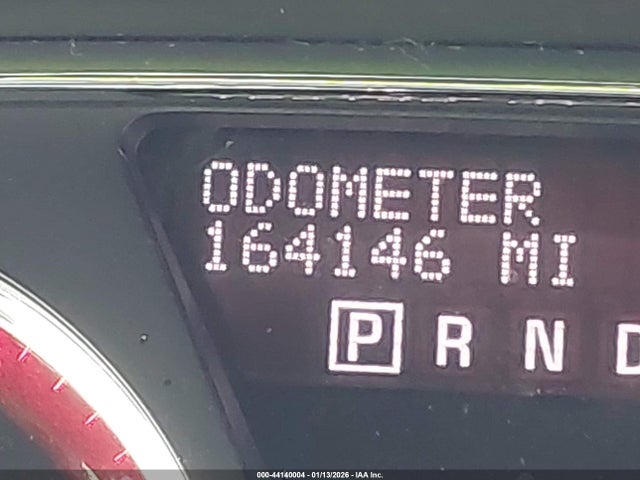 ODOMETER
164146 MI
P R N D
000-44140004 - 01/13/2026 - IAA Inc.